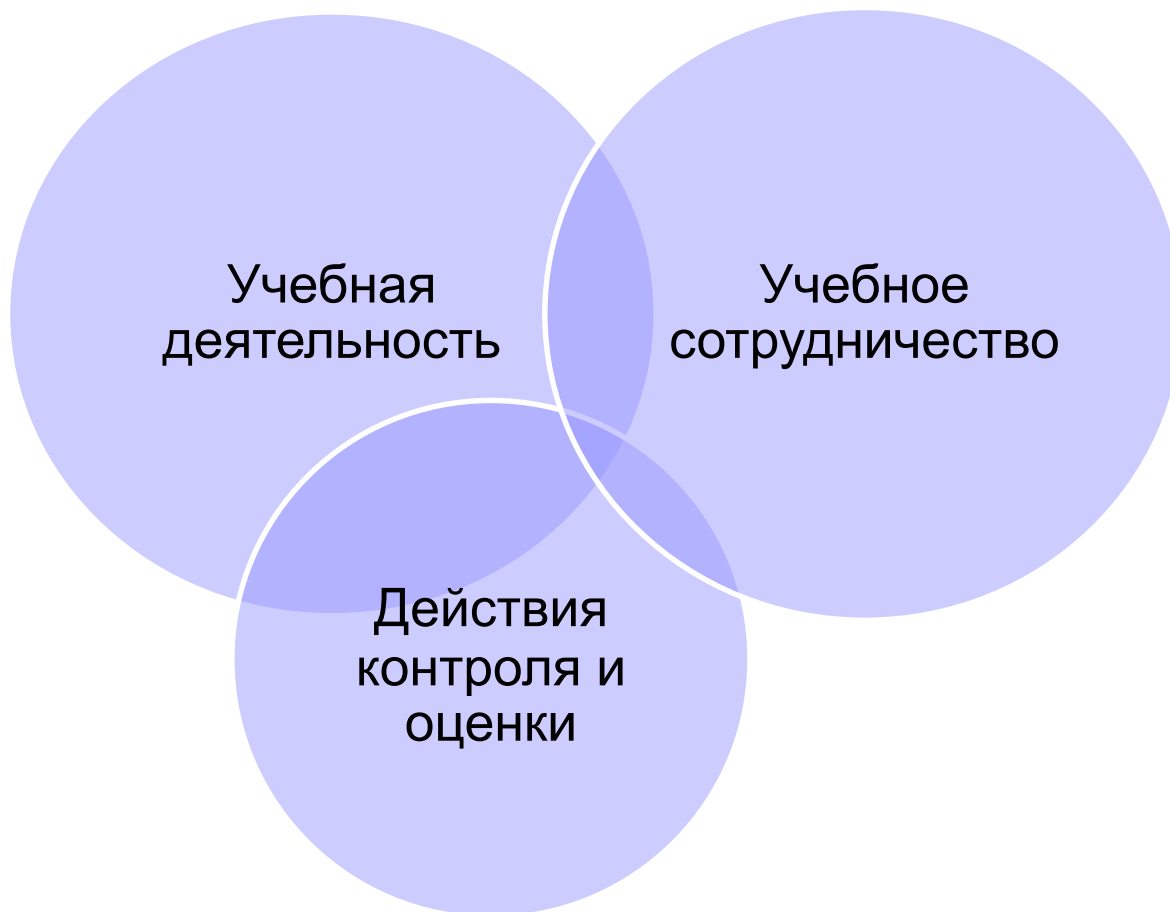 Учебная
деятельность
Учебное
сотрудничество
Действия
контроля и
оценки